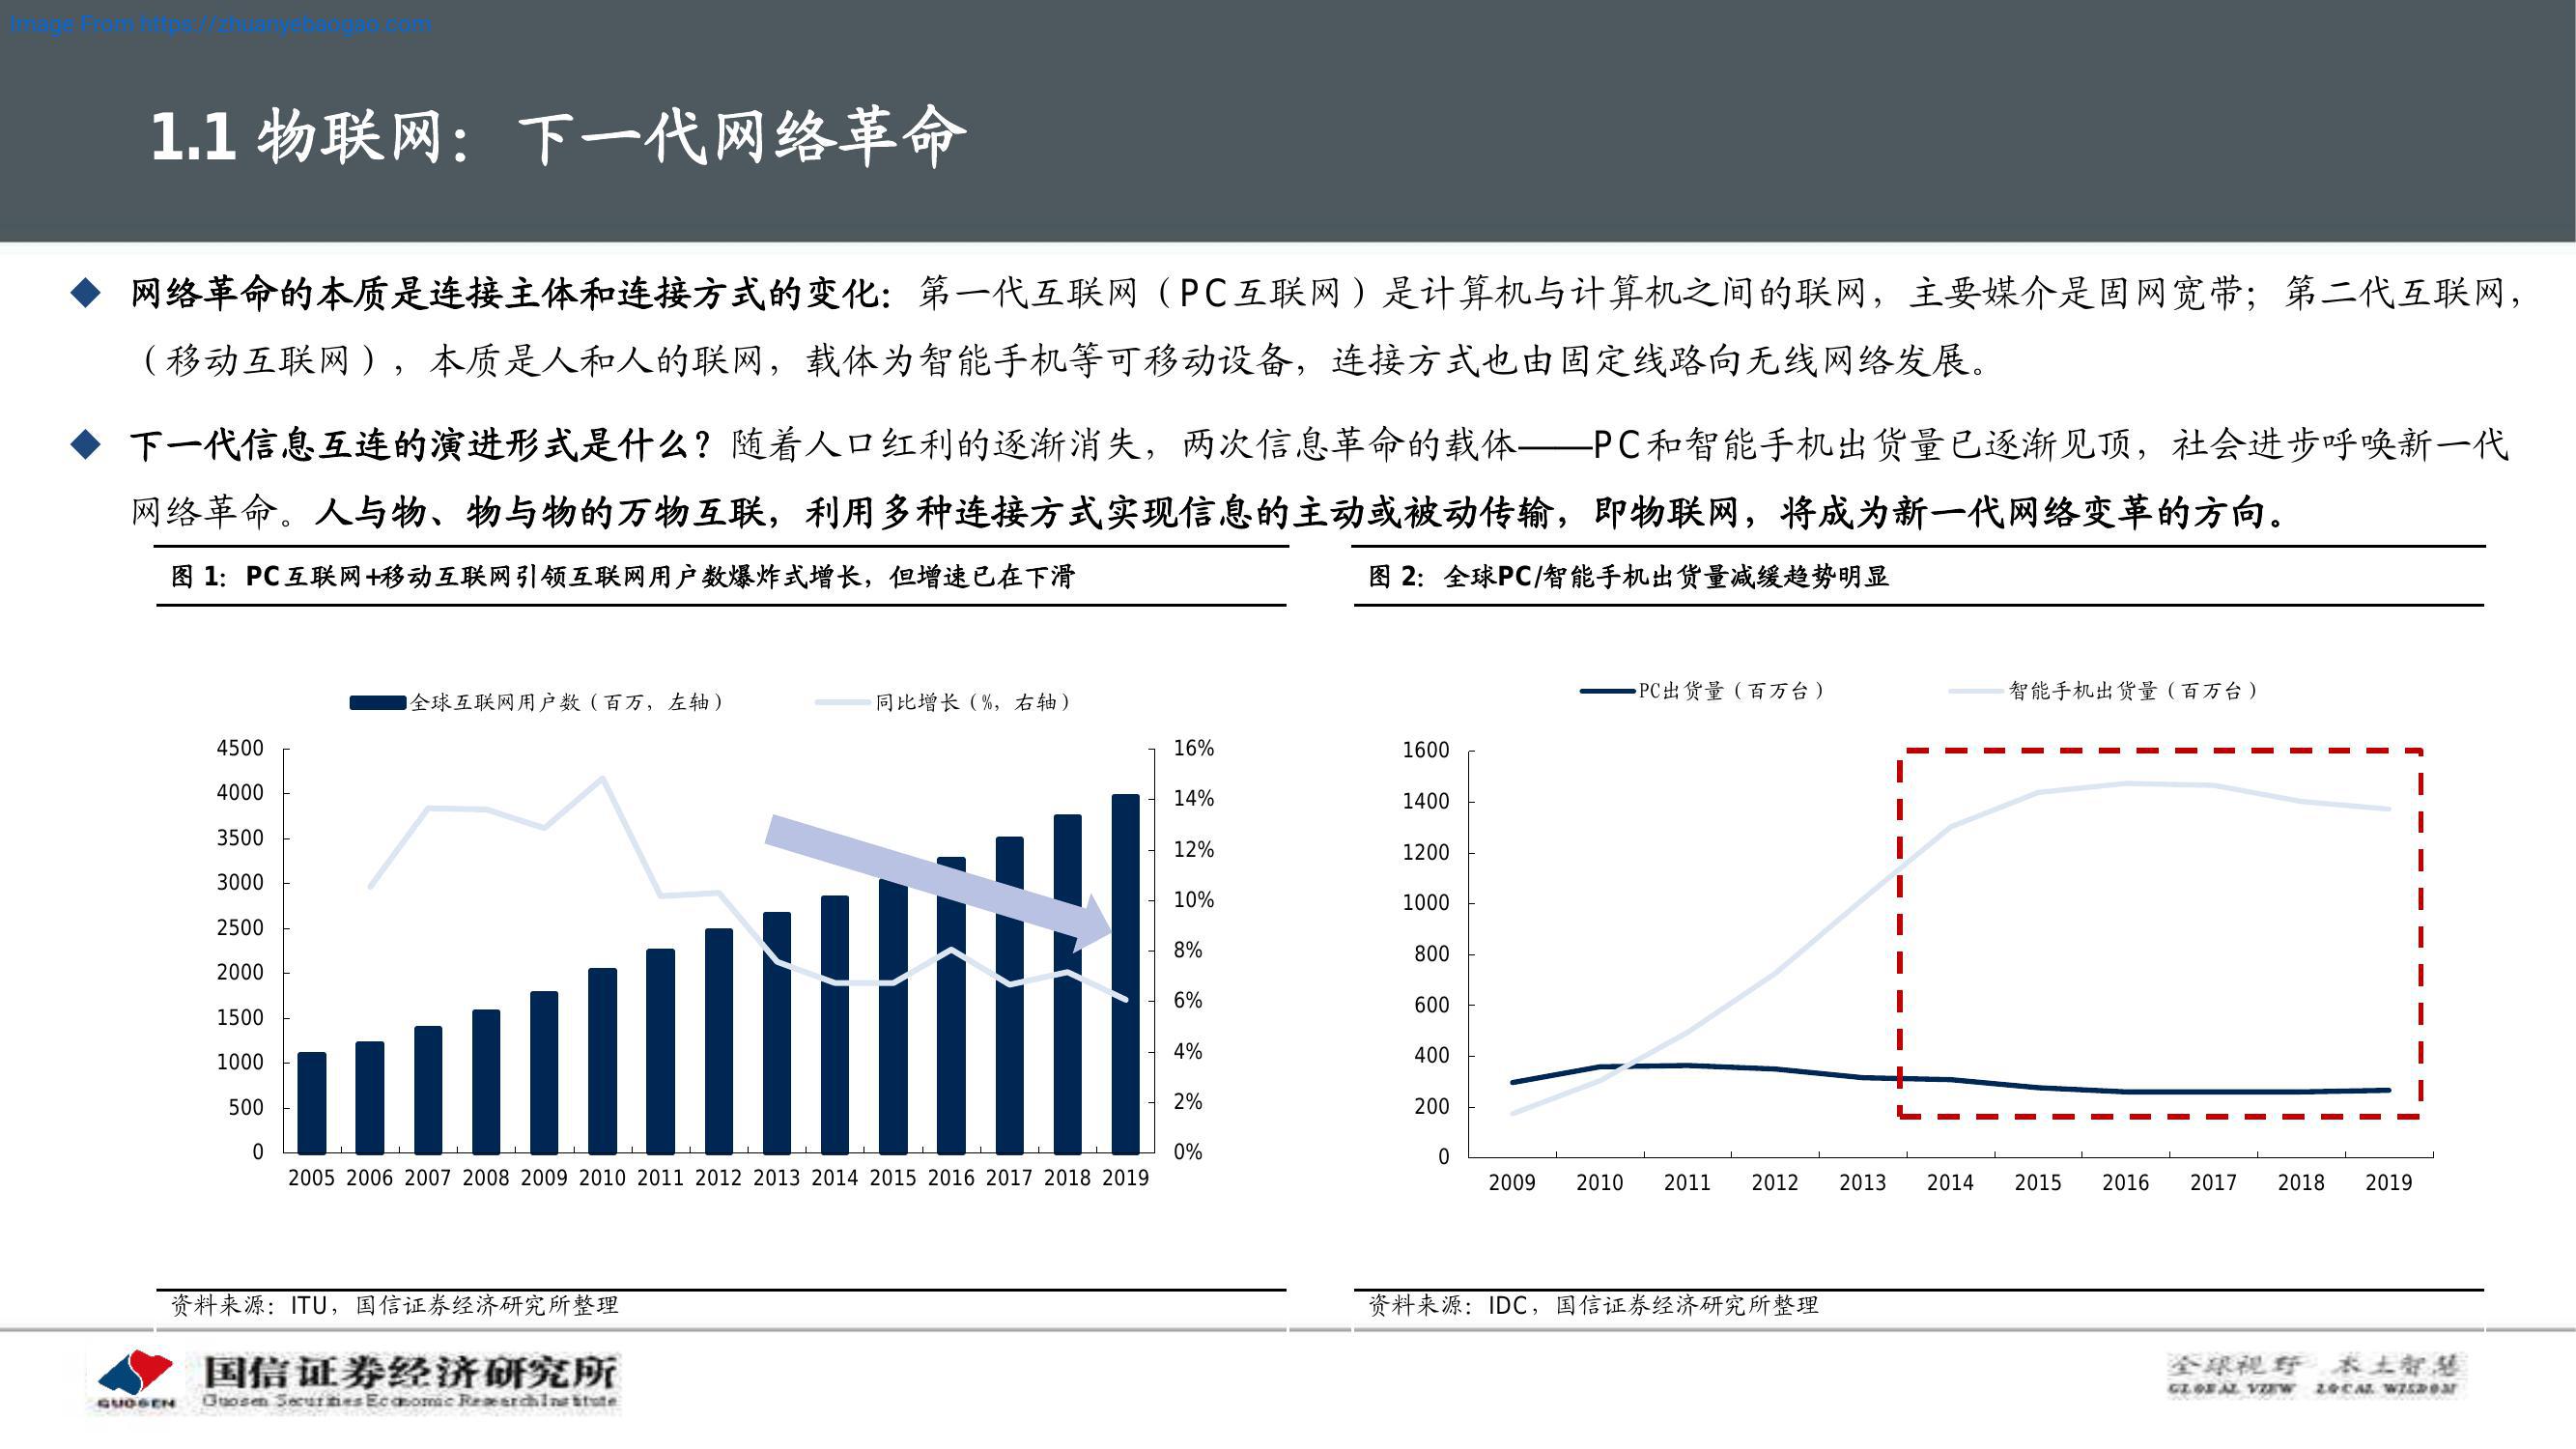 Image From https://zhuanyebaogao.com
1.1 物联网：下一代网络革命
网络革命的本质是连接主体和连接方式的变化：第一代互联网（PC互联网）是计算机与计算机之间的联网，主要媒介是固网宽带；第二代互联网，
（移动互联网），本质是人和人的联网，载体为智能手机等可移动设备，连接方式也由固定线路向无线网络发展。
下一代信息互连的演进形式是什么？随着人口红利的逐渐消失，两次信息革命的载体——PC和智能手机出货量已逐渐见顶，社会进步呼唤新一代
网络革命。人与物、物与物的万物互联，利用多种连接方式实现信息的主动或被动传输，即物联网，将成为新一代网络变革的方向。
图 1：PC互联网+移动互联网引领互联网用户数爆炸式增长，但增速已在下滑
全球互联网用户数（百万，左轴） 同比增长（%，右轴）
4500 16%
4000 14%
3500 12%
3000 10%
2500 8%
2000 6%
1500 4%
1000 2%
500 0%
0
2005 2006 2007 2008 2009 2010 2011 2012 2013 2014 2015 2016 2017 2018 2019
资料来源：ITU，国信证券经济研究所整理
图 2：全球PC/智能手机出货量减缓趋势明显
PC出货量（百万台） 智能手机出货量（百万台）
1600
1400
1200
1000
800
600
400
200
0
2009 2010 2011 2012 2013 2014 2015 2016 2017 2018 2019
资料来源：IDC，国信证券经济研究所整理
GUOSEN
国信证券经济研究所
Guosen Securities Economic Research Institute
全球视野 本土智慧
GLOBAL VIEW LOCAL WISDOM